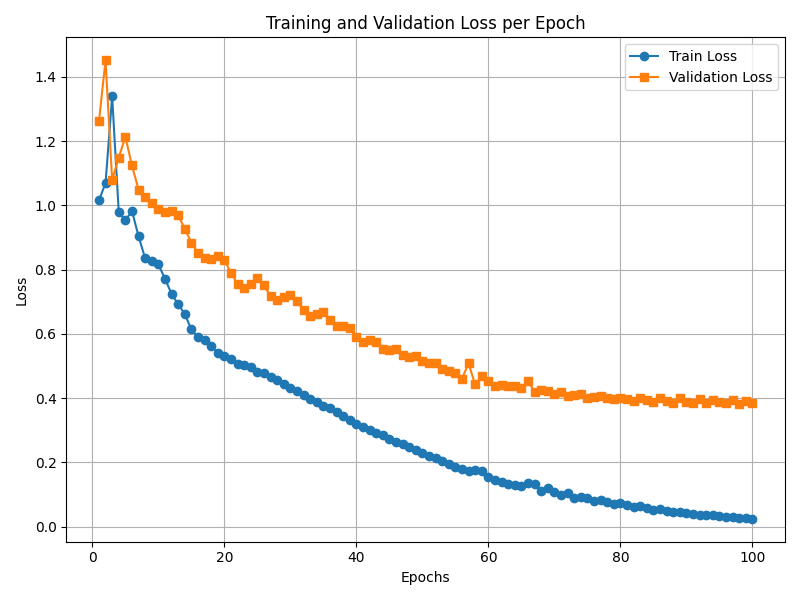 Training and Validation Loss per Epoch
Train Loss
Validation Loss
1.4
1.2
1.0
0.8
0.6
0.4
0.2
0.0
Loss
0 20 40 60 80 100
Epochs